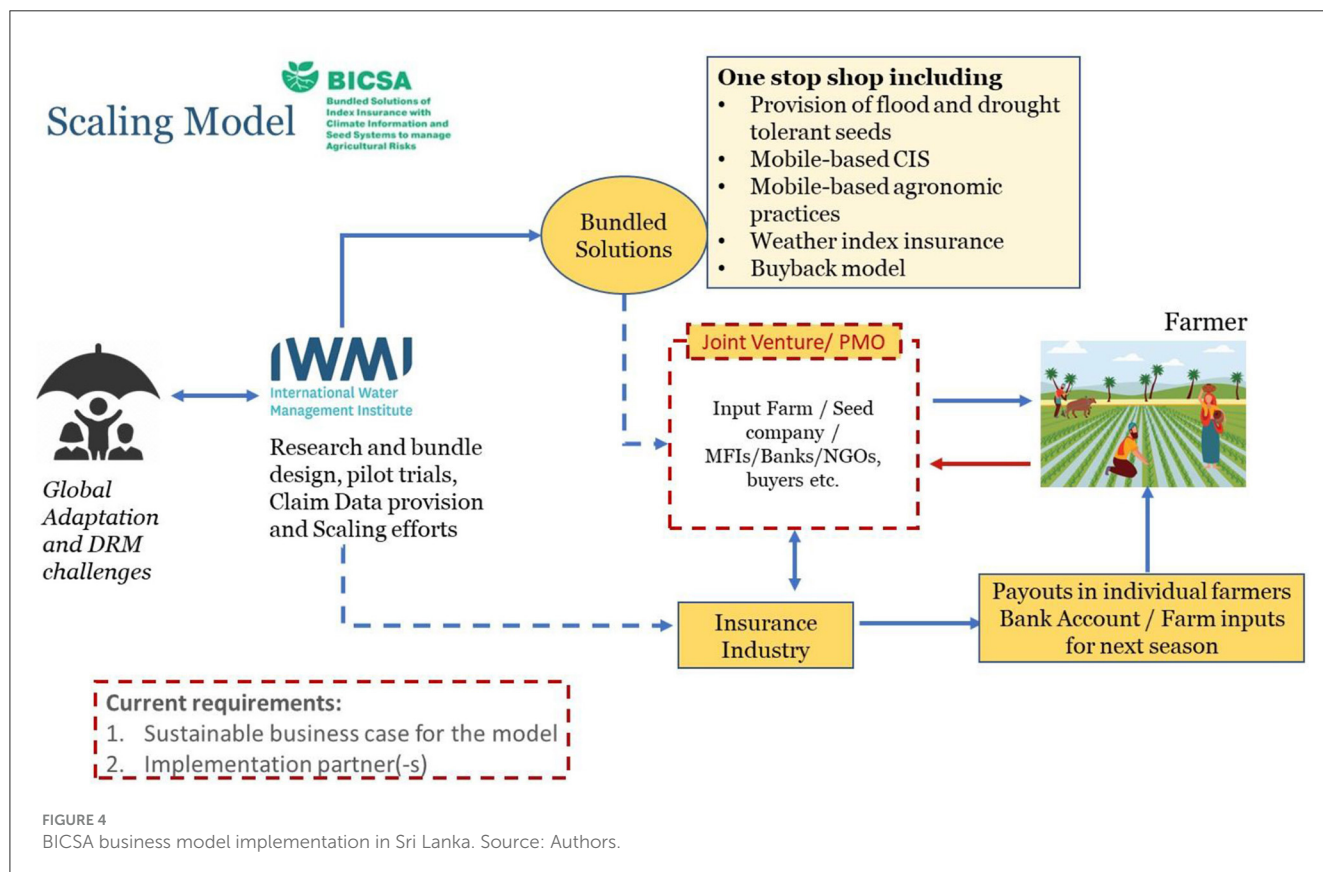 Scaling Model
BICSA
Bundled Solutions of
Index Insurance with
Climate Information and
Seed Systems to manage
Agricultural Risks
One stop shop including
• Provision of flood and drought
tolerant seeds
• Mobile-based CIS
• Mobile-based agronomic
practices
• Weather index insurance
• Buyback model
Bundled
Solutions
Global
Adaptation
and DRM
challenges
IWMI
International Water
Management Institute
Research and bundle
design, pilot trials,
Claim Data provision
and Scaling efforts
Joint Venture/ PMO
Input Farm / Seed
company /
MFIs/Banks/NGOs,
buyers etc.
Farmer
Insurance
Industry
Payouts in individual farmers
Bank Account / Farm inputs
for next season
Current requirements:
1. Sustainable business case for the model
2. Implementation partner(-s)
FIGURE 4
BICSA business model implementation in Sri Lanka. Source: Authors.